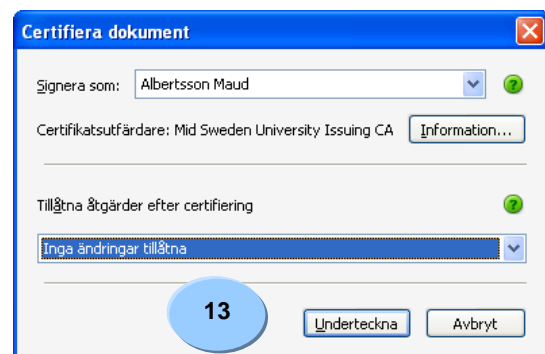 Certifiera dokument
Signera som: Albertsson Maud
Certifikatsutfärdare: Mid Sweden University Issuing CA Information...
Tillåtna åtgärder efter certifiering
Inga ändringar tillåtna
13 Underteckna Avbryt